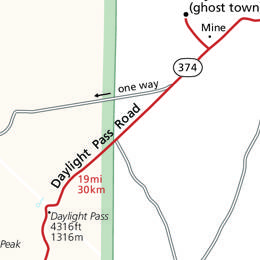 (ghost town
Mine
374
one way
Daylight Pass Road
19mi
30km
Daylight Pass
4316ft
1316m
Peak